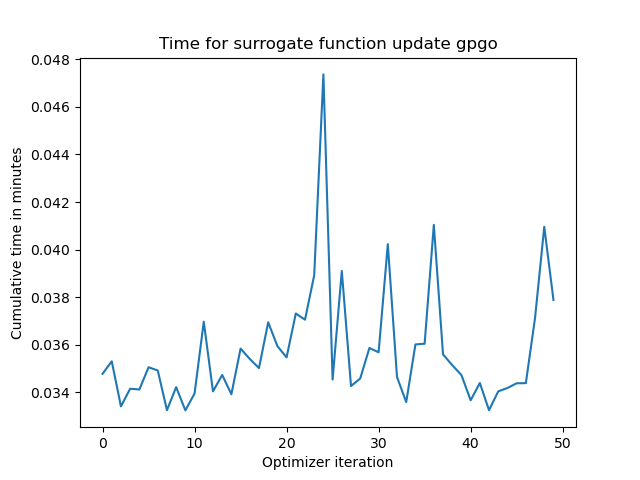 Time for surrogate function update gpgo
Cumulative time in minutes
0.048
0.046
0.044
0.042
0.040
0.038
0.036
0.034
0 10 20 30 40 50
Optimizer iteration